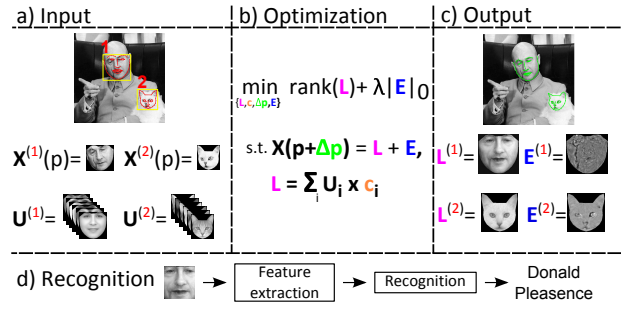 a) Input
1
2
X(1)(p)=
X(2)(p)=
U(1)=
U(2)=
b) Optimization
min rank(L)+ λ|E|0
{L,c,Δp,E}
s.t. X(p+Δp) = L + E,
L = Σi Ui x ci
c) Output
L(1)=
E(1)=
L(2)=
E(2)=
d) Recognition
Feature
extraction
Recognition
Donald
Pleasence